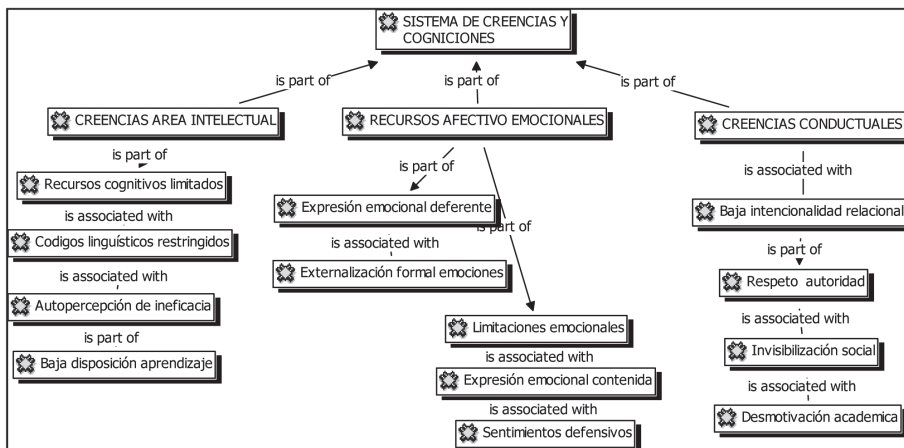 SISTEMA DE CREENCIAS Y
COGNICIONES
is part of
is part of
is part of
CREENCIAS AREA INTELECTUAL
RECURSOS AFECTIVO EMOCIONALES
CREENCIAS CONDUCTUALES
is part of
Recursos cognitivos limitados
is associated with
Codigos linguísticos restringidos
is associated with
Autopercepción de ineficacia
is part of
Baja disposición aprendizaje
is part of
Expresión emocional deferente
is associated with
Externalización formal emociones
is part of
Limitaciones emocionales
is associated with
Expresión emocional contenida
is associated with
Sentimientos defensivos
is associated with
Baja intencionalidad relacional
is part of
Respeto autoridad
is associated with
Invisibilización social
is associated with
Desmotivación academica